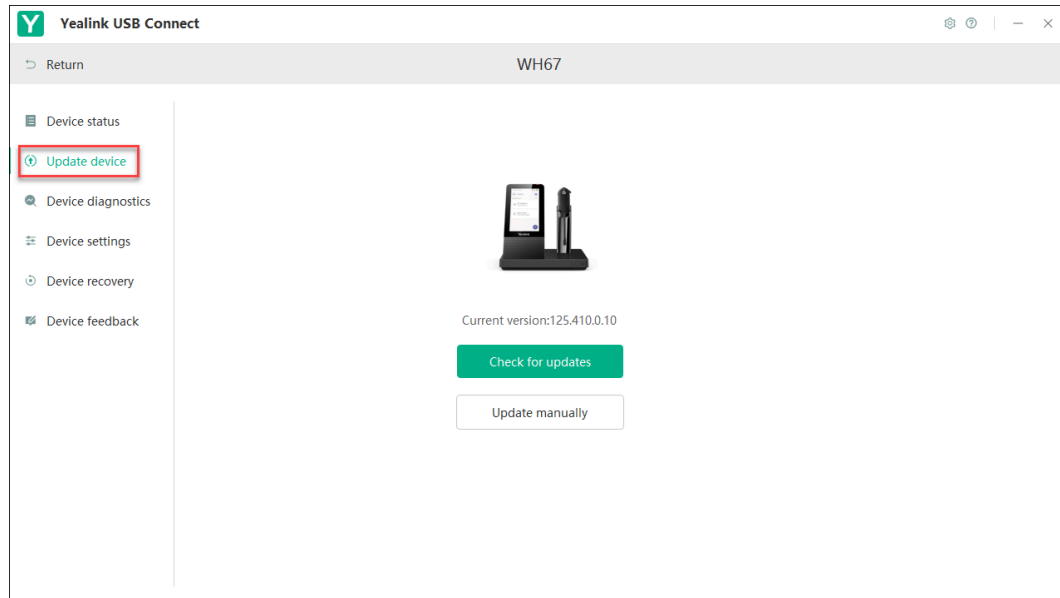 Y Yealink USB Connect
Return
WH67
Device status
Update device
Device diagnostics
Device settings
Device recovery
Device feedback
Current version:125.410.0.10
Check for updates
Update manually